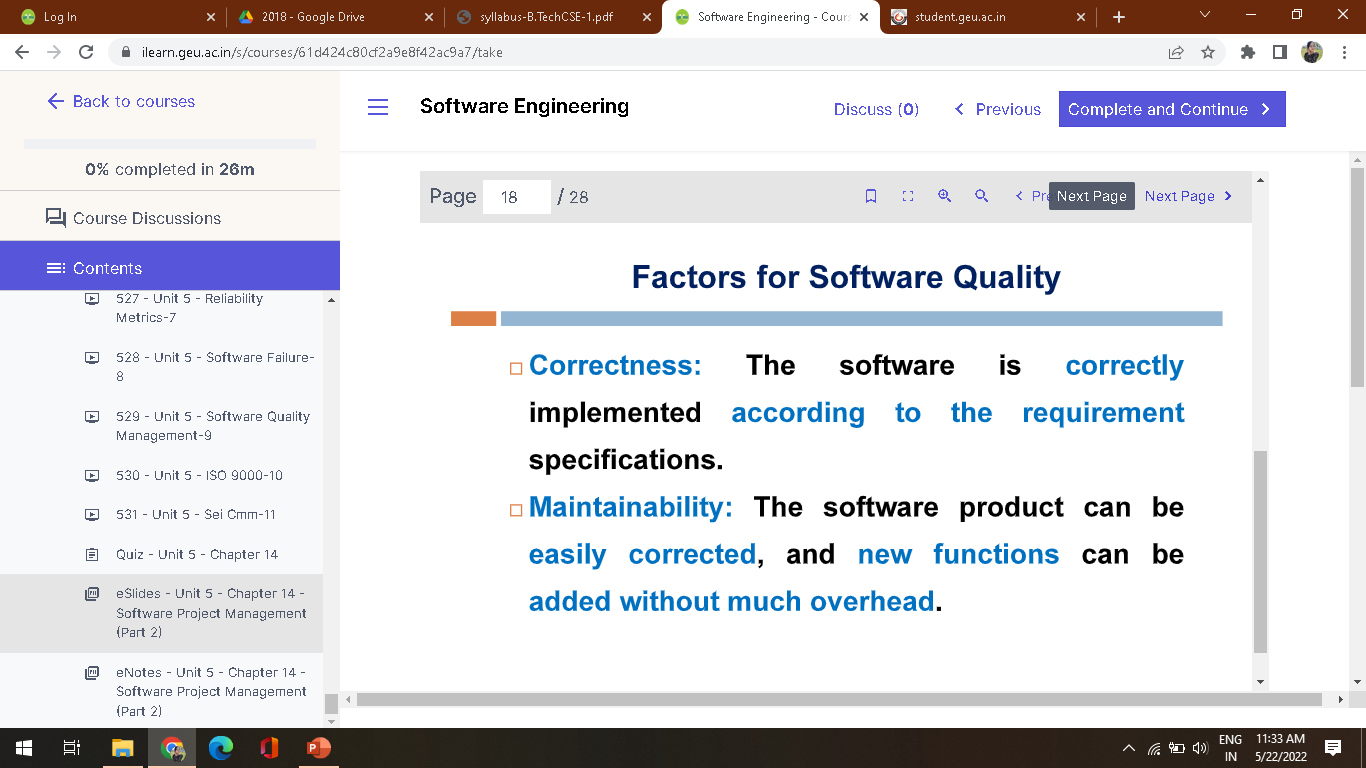 Log In
2018 - Google Drive
syllabus-B.TechCSE-1.pdf
Software Engineering - Cour
student.geu.ac.in
ilearn.geu.ac.in/s/courses/61d424c80cf2a9e8f42ac9a7/take
Back to courses
0% completed in 26m
Course Discussions
Contents
527 - Unit 5 - Reliability
Metrics-7
528 - Unit 5 - Software Failure-
8
529 - Unit 5 - Software Quality
Management-9
530 - Unit 5 - ISO 9000-10
531 - Unit 5 - Sei Cmm-11
Quiz - Unit 5 - Chapter 14
eSlides - Unit 5 - Chapter 14 -
Software Project Management
(Part 2)
eNotes - Unit 5 - Chapter 14 -
Software Project Management
(Part 2)
Software Engineering
Discuss (0)
Previous
Complete and Continue
Page 18 / 28
Pre
Next Page
Next Page
Factors for Software Quality
Correctness: The software is correctly
implemented according to the requirement
specifications.
Maintainability: The software product can be
easily corrected, and new functions can be
added without much overhead.
ENG
IN
11:33 AM
5/22/2022